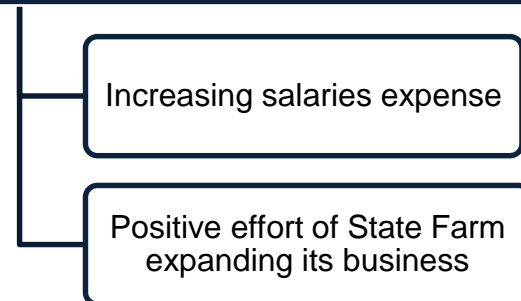 Increasing salaries expense
Positive effort of State Farm
expanding its business